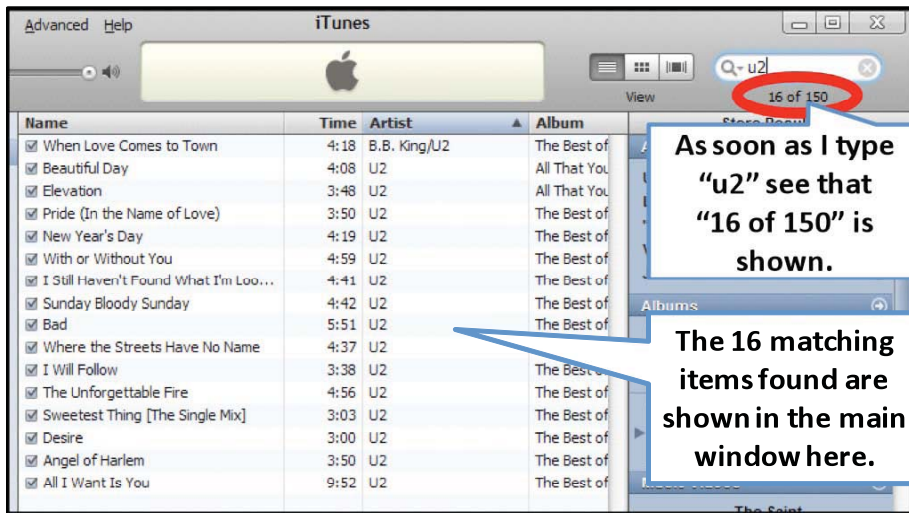 Advanced Help iTunes
u2
View 16 of 150
Name Time Artist Album
When Love Comes to Town 4:18 B.B. King/U2 The Best of
Beautiful Day 4:08 U2 All That You
Elevation 3:48 U2 All That You
Pride (In the Name of Love) 3:50 U2 The Best of
New Year's Day 4:19 U2 The Best of
With or Without You 4:59 U2 The Best of
I Still Haven't Found What I'm Loo... 4:41 U2 The Best of
Sunday Bloody Sunday 4:42 U2 The Best of
Bad 5:51 U2 The Best of
Where the Streets Have No Name 4:37 U2
I Will Follow 3:38 U2 The Best of
The Unforgettable Fire 4:56 U2 The Best of
Sweetest Thing [The Single Mix] 3:03 U2 The Best of
Desire 3:00 U2 The Best of
Angel of Harlem 3:50 U2 The Best of
All I Want Is You 9:52 U2 The Best of
As soon as I type
“u2” see that
“16 of 150” is
shown.
Albums
The 16 matching
items found are
shown in the main
window here.
The Saint